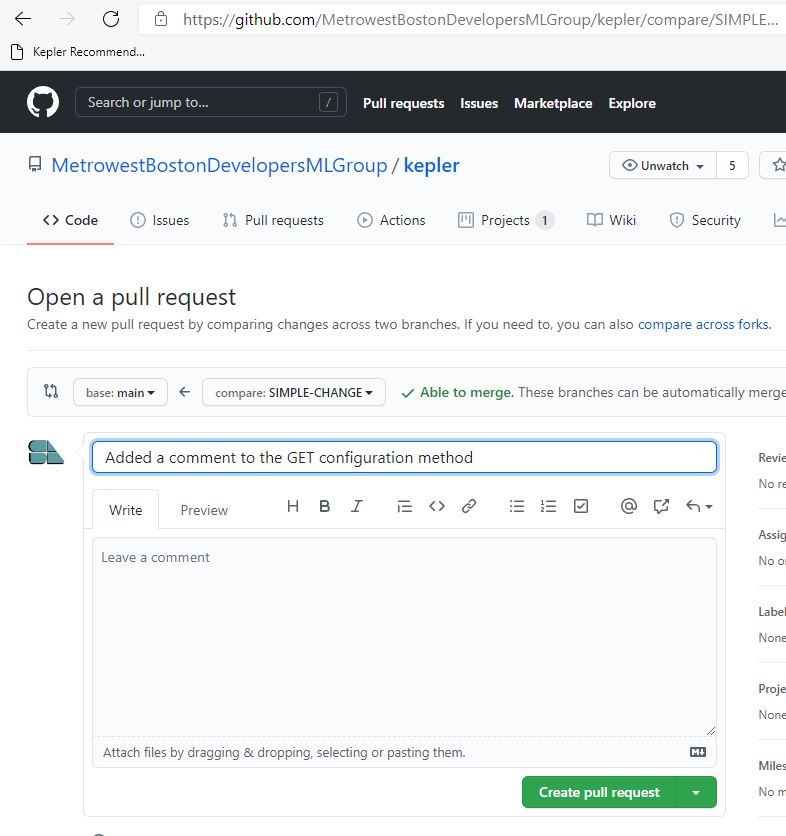 https://github.com/MetrowestBostonDevelopersMLGroup/kepler/compare/SIMPLE...
Kepler Recommend...
Search or jump to... /
Pull requests Issues Marketplace Explore
MetrowestBostonDevelopersMLGroup / kepler
Unwatch 5
Code Issues Pull requests Actions Projects 1 Wiki Security
Open a pull request
Create a new pull request by comparing changes across two branches. If you need to, you can also compare across forks.
base: main compare: SIMPLE-CHANGE Able to merge. These branches can be automatically merge
Added a comment to the GET configuration method
Write Preview H B I
Leave a comment
Attach files by dragging & dropping, selecting or pasting them.
Create pull request
Revie
No re
Assig
No o
Label
None
Proje
None
Miles
No m